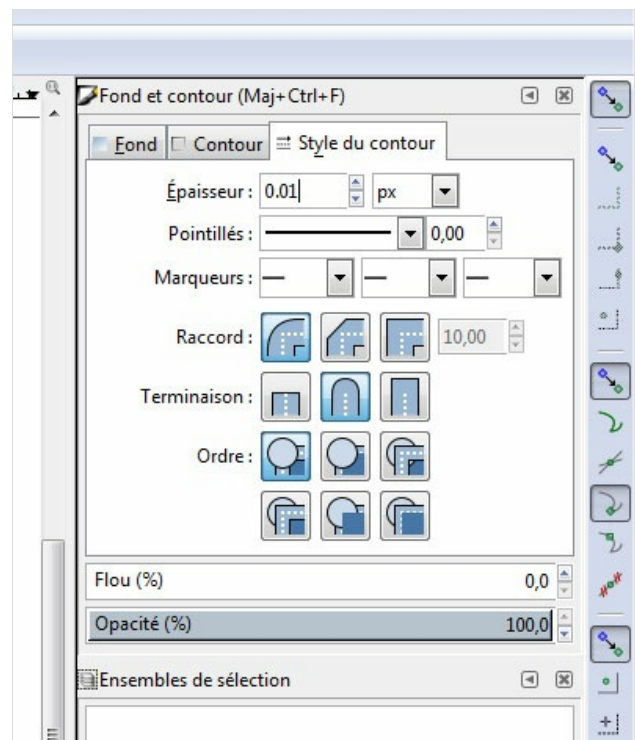 Fond et contour (Maj+Ctrl+F)
Fond Contour Style du contour
Épaisseur : 0.01 px
Pointillés : 0,00
Marqueurs :
Raccord : 10,00
Terminaison :
Ordre :
Flou (%) 0,0
Opacité (%) 100,0
Ensembles de sélection